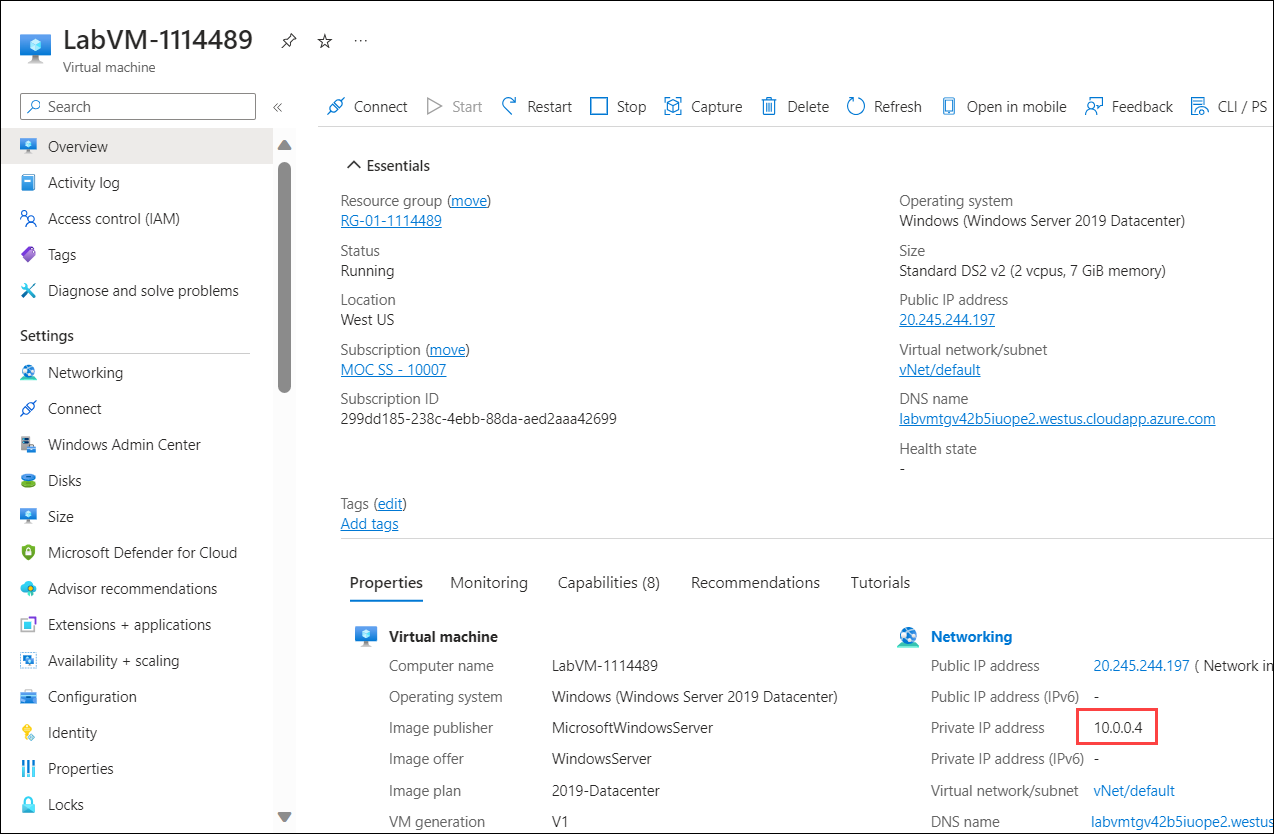 LabVM-1114489 ...
Virtual machine
Search «
Connect Start Restart Stop Capture Delete Refresh Open in mobile Feedback CLI / PS
Overview
Activity log
Access control (IAM)
Tags
Diagnose and solve problems
Settings
Networking
Connect
Windows Admin Center
Disks
Size
Microsoft Defender for Cloud
Advisor recommendations
Extensions + applications
Availability + scaling
Configuration
Identity
Properties
Locks
Essentials
Resource group (move)
RG-01-1114489
Status
Running
Location
West US
Subscription (move)
MOC SS - 10007
Subscription ID
299dd185-238c-4ebb-88da-aed2aaa42699
Operating system
Windows (Windows Server 2019 Datacenter)
Size
Standard DS2 v2 (2 vcpus, 7 GiB memory)
Public IP address
20.245.244.197
Virtual network/subnet
vNet/default
DNS name
labvmtgv42b5iuope2.westus.cloudapp.azure.com
Health state
-
Tags (edit)
Add tags
Properties Monitoring Capabilities (8) Recommendations Tutorials
Virtual machine
Computer name LabVM-1114489
Operating system Windows (Windows Server 2019 Datacenter)
Image publisher MicrosoftWindowsServer
Image offer WindowsServer
Image plan 2019-Datacenter
VM generation V1
Networking
Public IP address 20.245.244.197 ( Network in
Public IP address (IPv6) -
Private IP address 10.0.0.4
Private IP address (IPv6) -
Virtual network/subnet vNet/default
DNS name labvmtgv42b5iuope2.westus